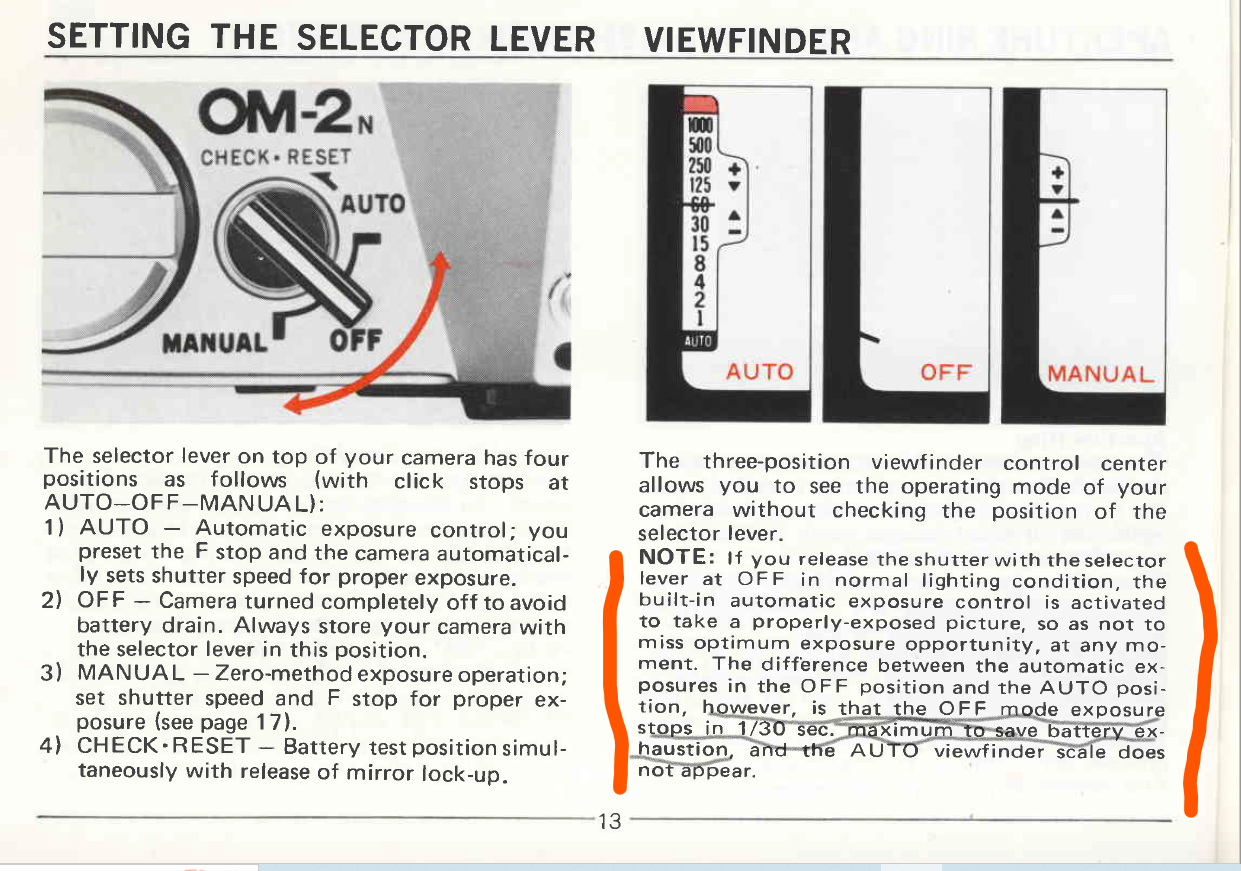 SETTING THE SELECTOR LEVER
VIEWFINDER
OM-2N
CHECK•RESET
AUTO
MANUAL
OFF
1000
500
250
125
60
30
15
8
4
2
1
AUTO
+
−
AUTO
OFF
+
−
MANUAL
The selector lever on top of your camera has four
positions as follows (with click stops at
AUTO—OFF—MANUAL):
1) AUTO — Automatic exposure control; you
preset the F stop and the camera automatical-
ly sets shutter speed for proper exposure.
2) OFF — Camera turned completely off to avoid
battery drain. Always store your camera with
the selector lever in this position.
3) MANUAL — Zero-method exposure operation;
set shutter speed and F stop for proper ex-
posure (see page 17).
4) CHECK•RESET — Battery test position simul-
taneously with release of mirror lock-up.
The three-position viewfinder control center
allows you to see the operating mode of your
camera without checking the position of the
selector lever.
NOTE: If you release the shutter with the selector
lever at OFF in normal lighting condition, the
built-in automatic exposure control is activated
to take a properly-exposed picture, so as not to
miss optimum exposure opportunity, at any mo-
ment. The difference between the automatic ex-
posures in the OFF position and the AUTO posi-
tion, however, is that the OFF mode exposure
stops in 1/30 sec. maximum to save battery ex-
haustion, and the AUTO viewfinder scale does
not appear.
13